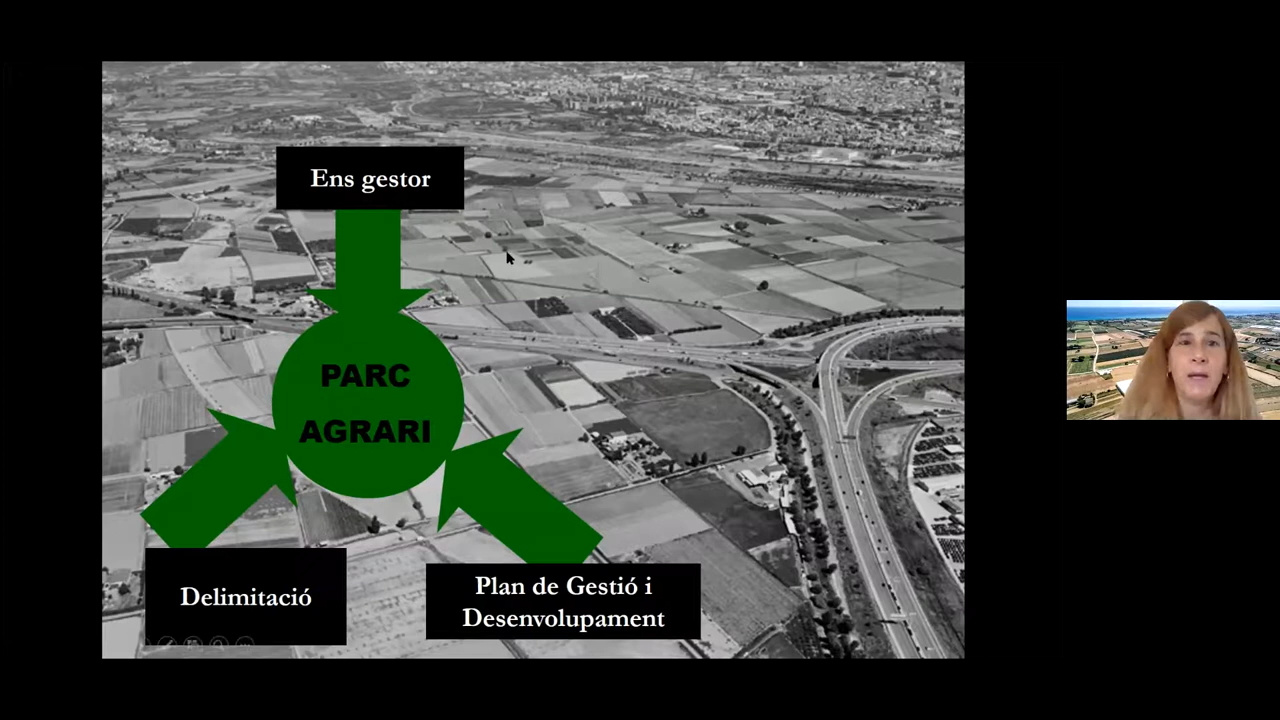 Ens gestor
PARC
AGRARI
Delimitació
Plan de Gestió i
Desenvolupament